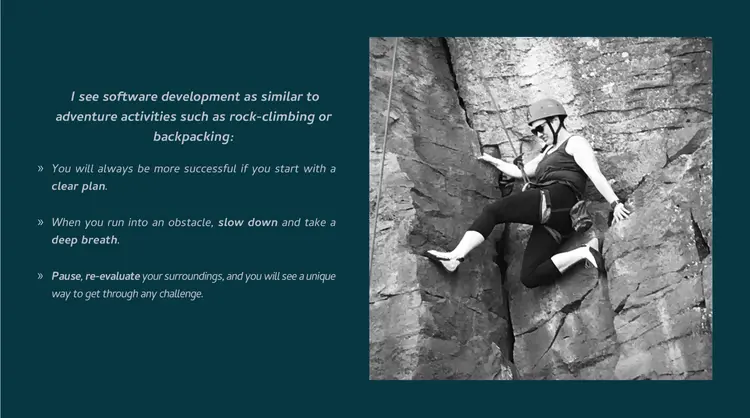 I see software development as similar to
adventure activities such as rock-climbing or
backpacking:
» You will always be more successful if you start with a
clear plan.
» When you run into an obstacle, slow down and take a
deep breath.
» Pause, re-evaluate your surroundings, and you will see a unique
way to get through any challenge.